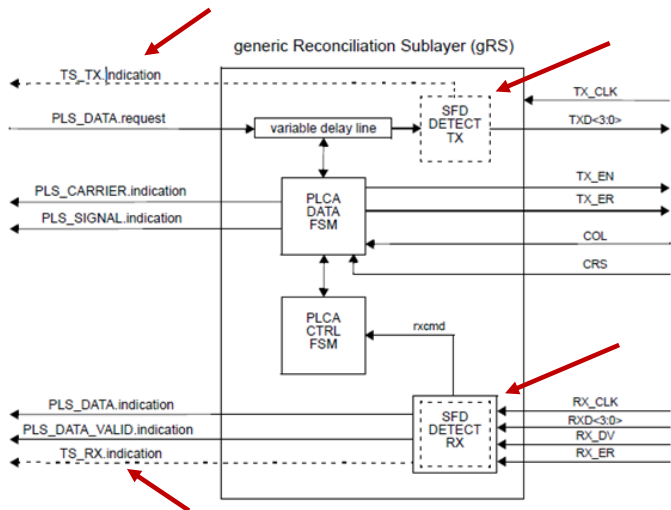 generic Reconciliation Sublayer (gRS)
TS_TX.indication
TX_CLK
SFD
DETECT
TX
PLS_DATA.request
variable delay line
TXD<3:0>
PLS_CARRIER.indication
PLCA
DATA
FSM
TX_EN
TX_ER
PLS_SIGNAL.indication
COL
CRS
PLCA
CTRL
FSM
rxcmd
PLS_DATA.indication
SFD
DETECT
RX
RX_CLK
RXD<3:0>
PLS_DATA_VALID.indication
RX_DV
TS_RX.indication
RX_ER